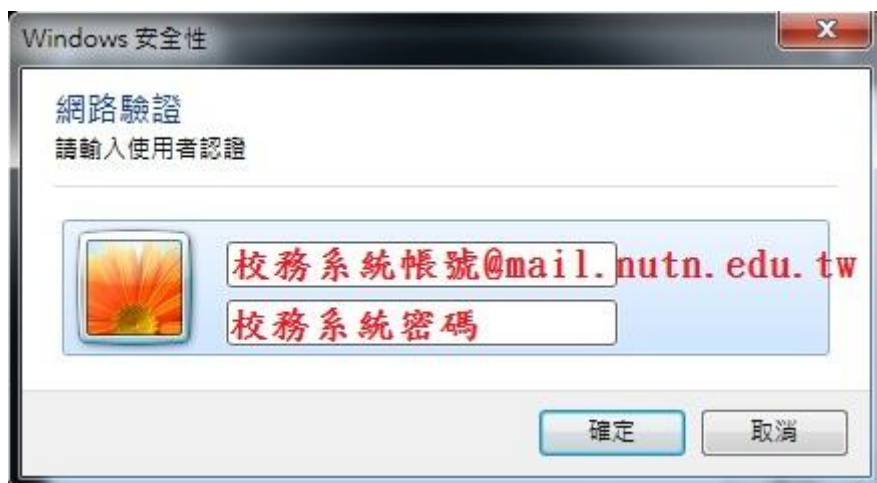 Windows 安全性
網路驗證
請輸入使用者認證
校務系統帳號@mail.nutn.edu.tw
校務系統密碼
確定
取消